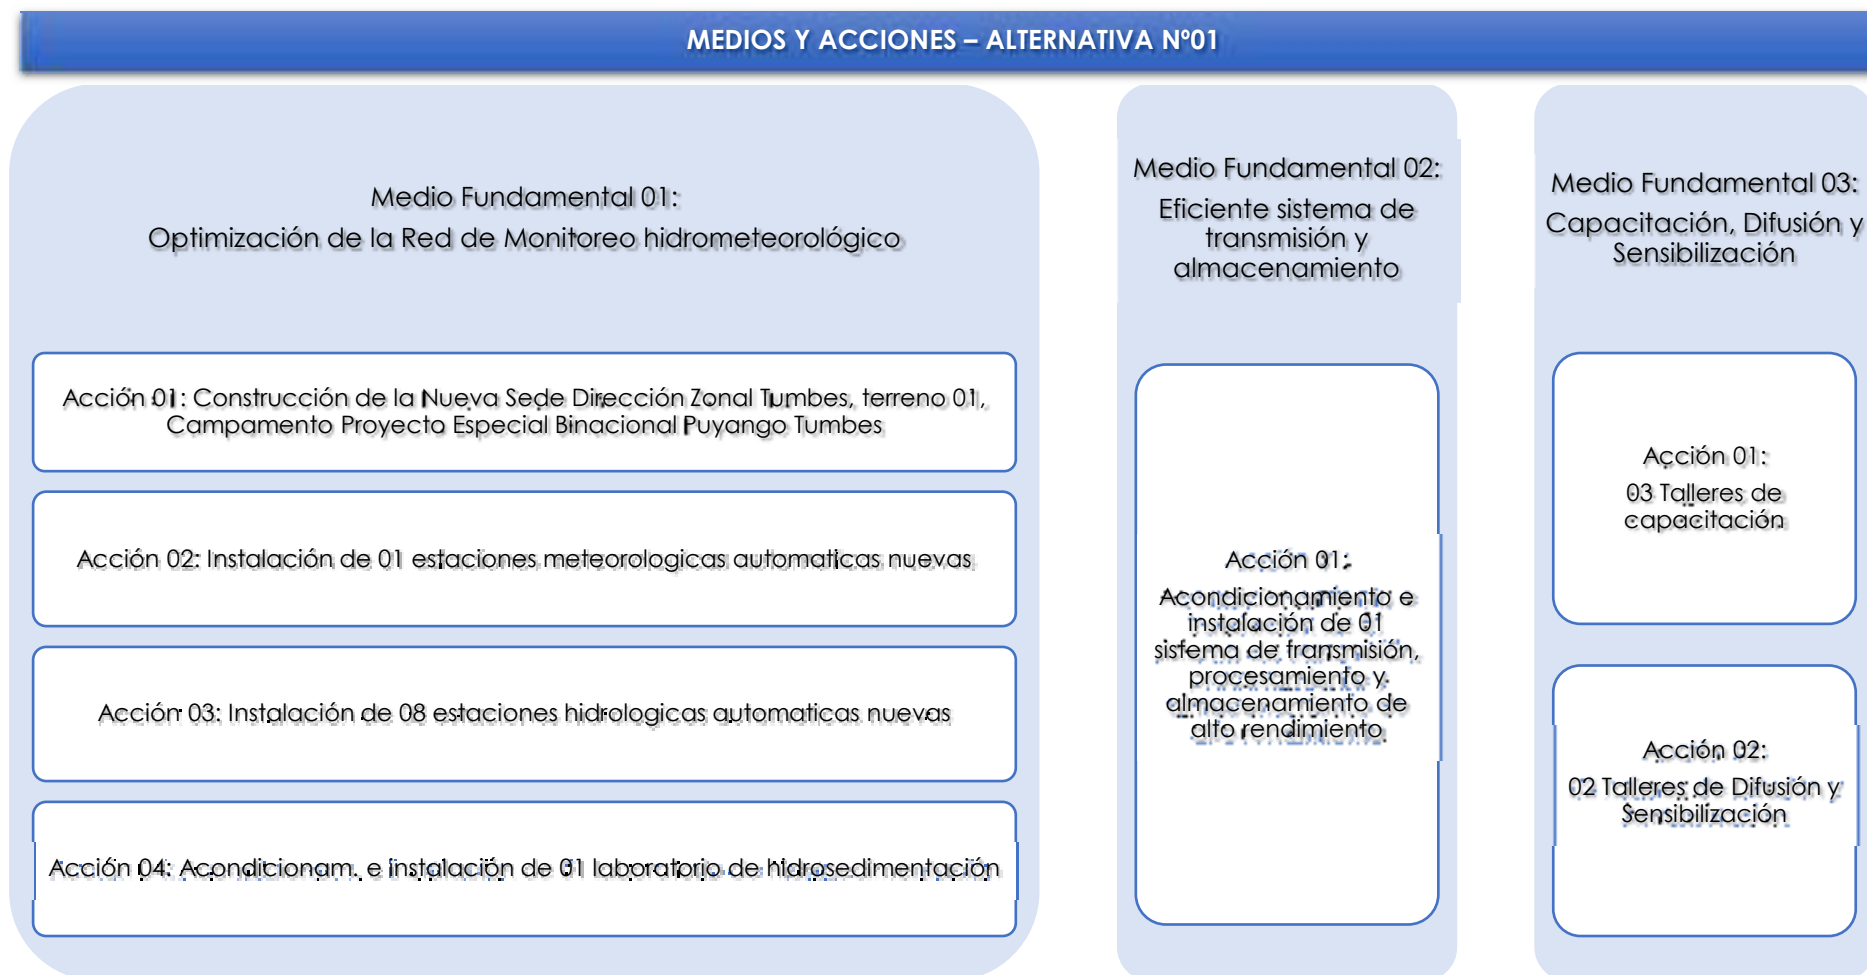 MEDIOS Y ACCIONES – ALTERNATIVA Nº01
Medio Fundamental 01:
Optimización de la Red de Monitoreo hidrometeorológico
Acción 01: Construcción de la Nueva Sede Dirección Zonal Tumbes, terreno 01,
Campamento Proyecto Especial Binacional Puyango Tumbes
Acción 02: Instalación de 01 estaciones meteorologicas automaticas nuevas
Acción 03: Instalación de 08 estaciones hidrologicas automaticas nuevas
Acción 04: Acondicionam. e instalación de 01 laboratorio de hidrosedimentación
Medio Fundamental 02:
Eficiente sistema de
transmisión y
almacenamiento
Acción 01:
Acondicionamiento e
instalación de 01
sistema de transmisión,
procesamiento y
almacenamiento de
alto rendimiento
Medio Fundamental 03:
Capacitación, Difusión y
Sensibilización
Acción 01:
03 Talleres de
capacitación
Acción 02:
02 Talleres de Difusión y
Sensibilización